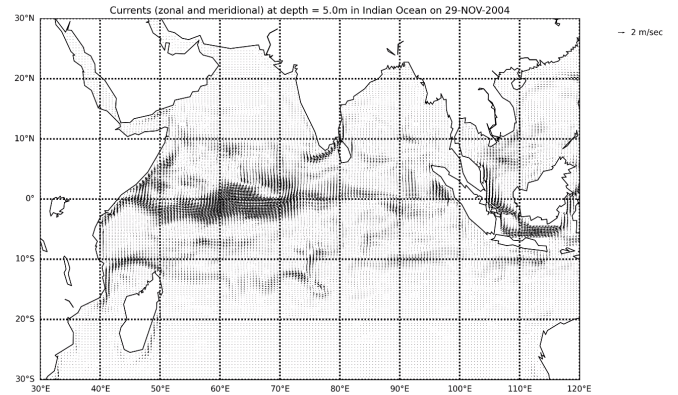 Currents (zonal and meridional) at depth = 5.0m in Indian Ocean on 29-NOV-2004
30°N
2 m/sec
20°N
10°N
0°
10°S
20°S
30°S
30°E 40°E 50°E 60°E 70°E 80°E 90°E 100°E 110°E 120°E